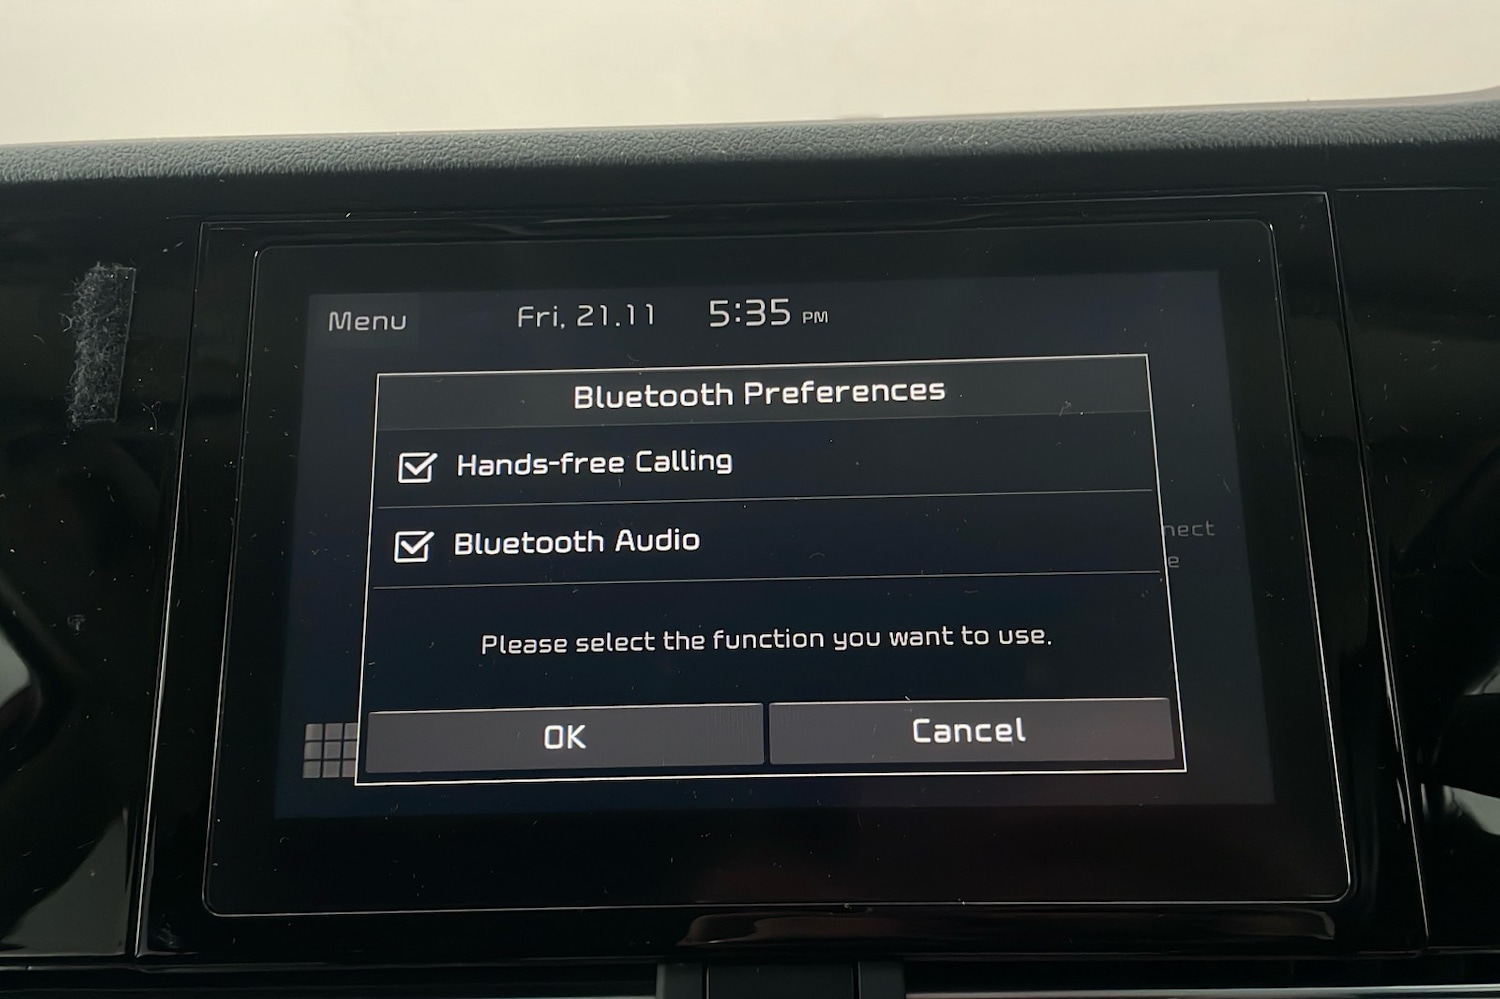 Menu Fri, 21.11 5:35 PM
Bluetooth Preferences
Hands-free Calling
Bluetooth Audio
Please select the function you want to use.
OK Cancel